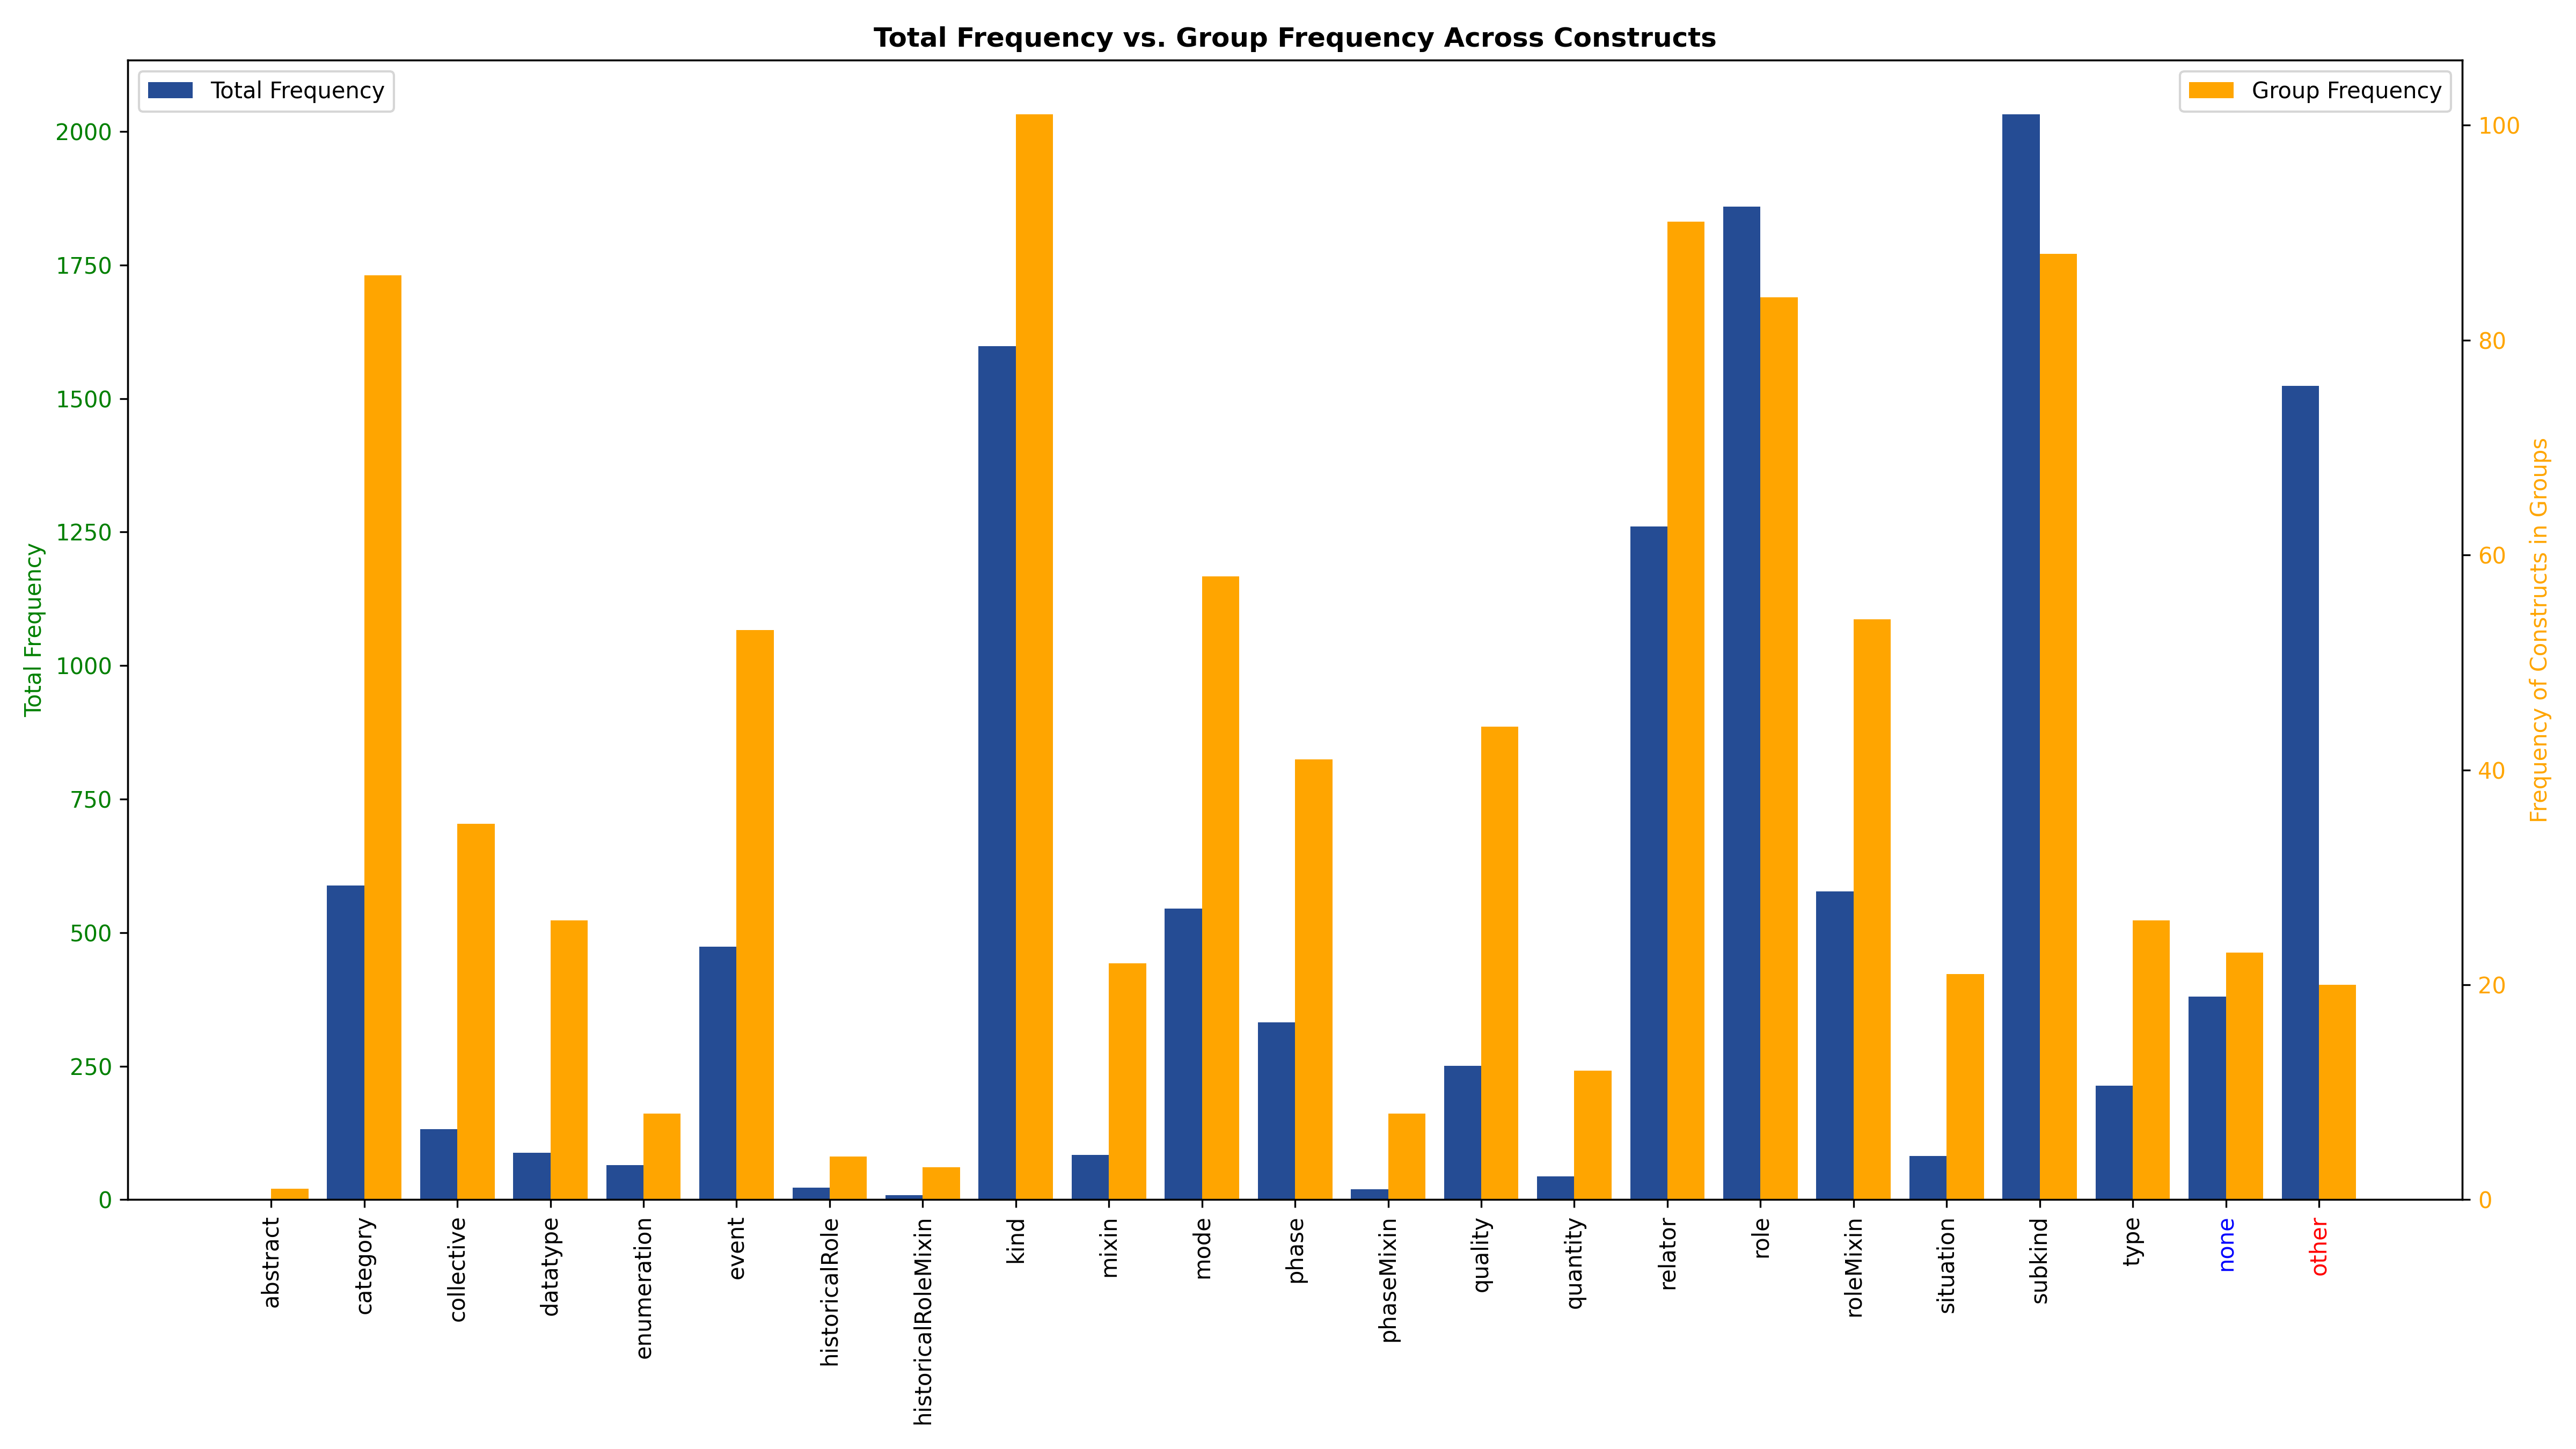 Total Frequency vs. Group Frequency Across Constructs
Total Frequency
Group Frequency
2000
1750
1500
1250
1000
750
500
250
0
Total Frequency
100
80
60
40
20
0
Frequency of Constructs in Groups
abstract
category
collective
datatype
enumeration
event
historicalRole
historicalRoleMixin
kind
mixin
mode
phase
phaseMixin
quality
quantity
relator
role
roleMixin
situation
subkind
type
none
other